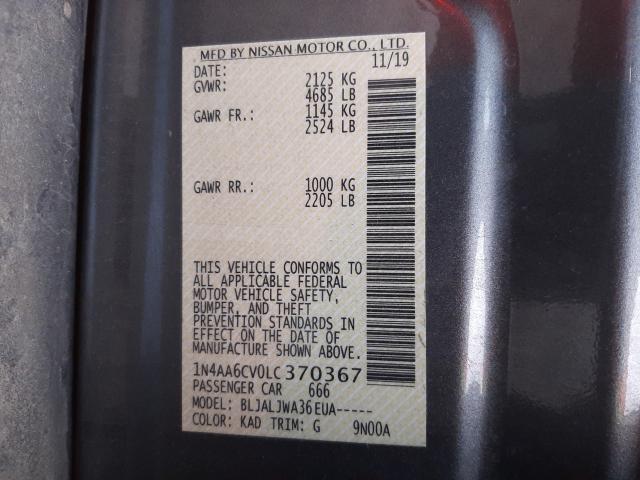 MFD BY NISSAN MOTOR CO., LTD.
DATE: 11/19
GVWR: 2125 KG
4685 LB
GAWR FR.: 1145 KG
2524 LB
GAWR RR.: 1000 KG
2205 LB
THIS VEHICLE CONFORMS TO
ALL APPLICABLE FEDERAL
MOTOR VEHICLE SAFETY,
BUMPER, AND THEFT
PREVENTION STANDARDS IN
EFFECT ON THE DATE OF
MANUFACTURE SHOWN ABOVE.
1N4AA6CV0LC370367
PASSENGER CAR 666
MODEL: BLJALJWA36EUA-----
COLOR: KAD TRIM: G 9N00A